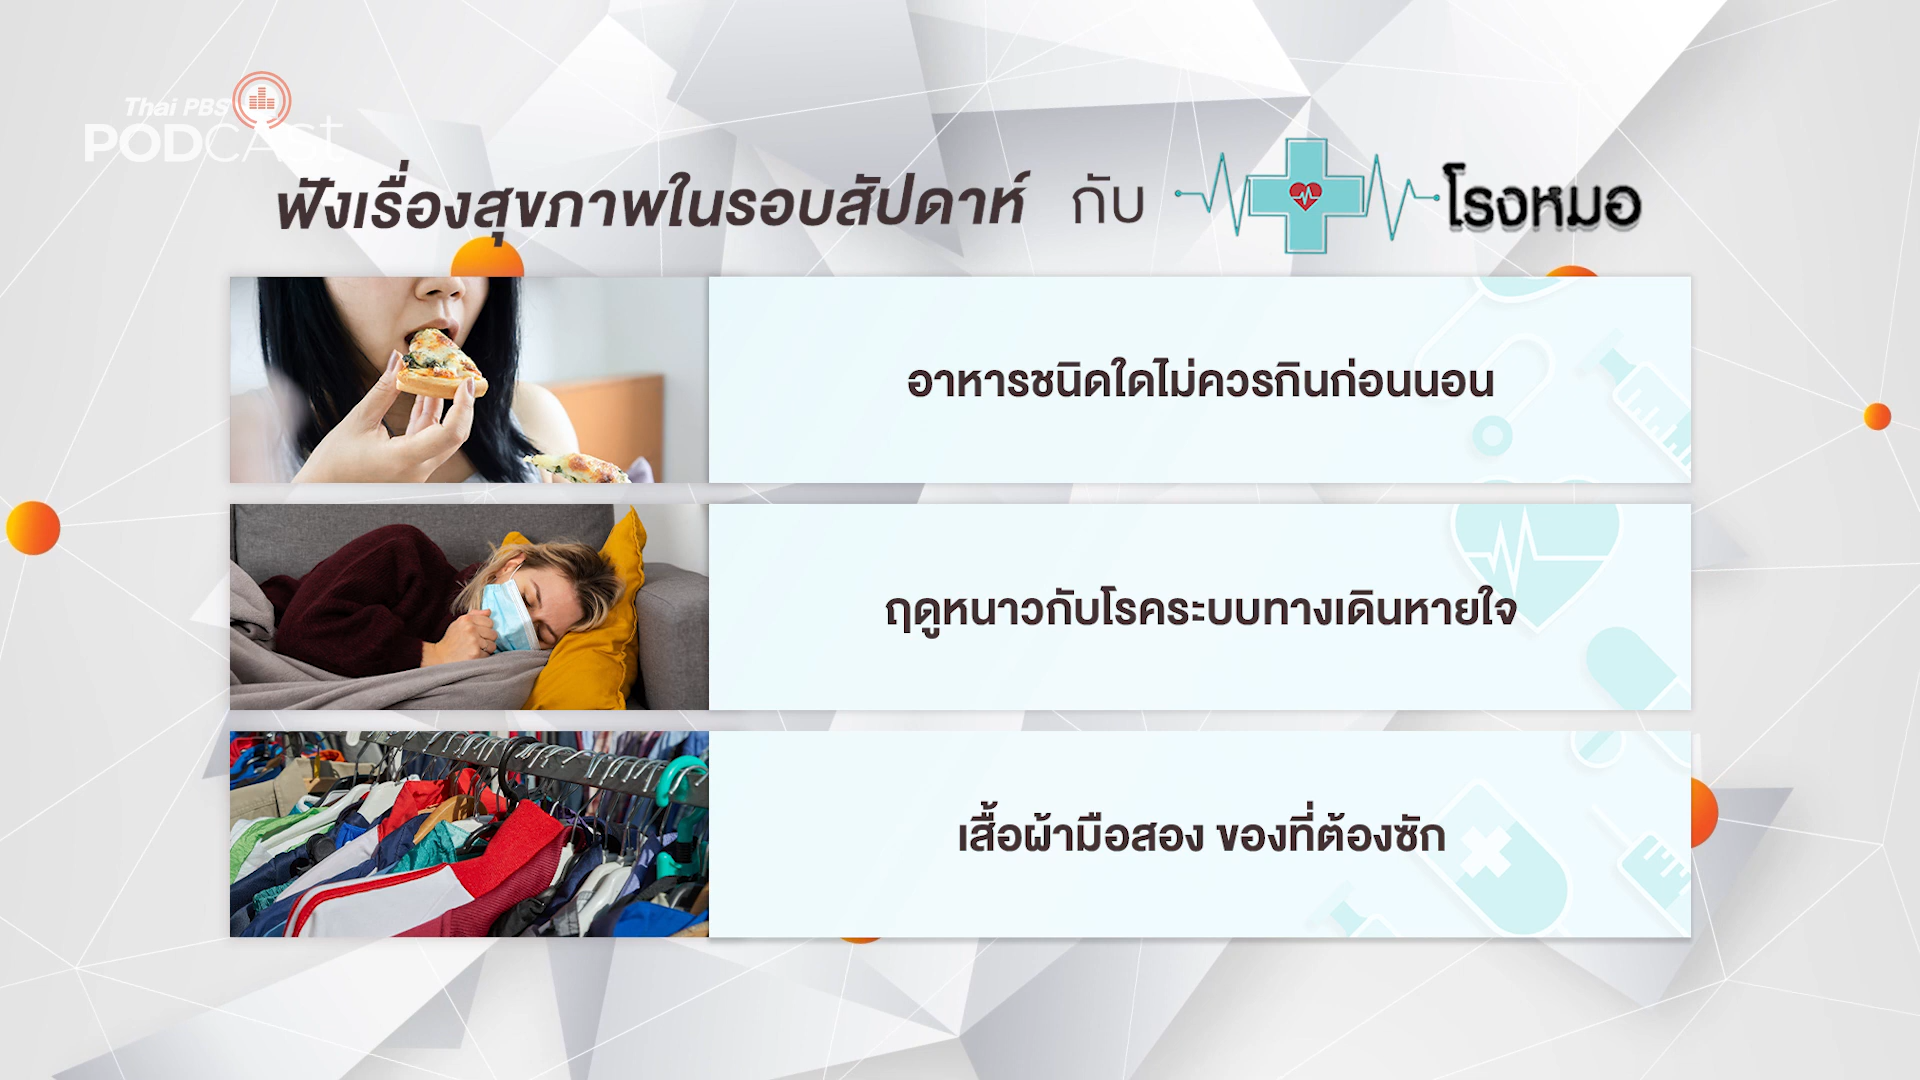 Thai PBS
PODCAST
ฟังเรื่องสุขภาพในรอบสัปดาห์ กับ โรงหมอ
อาหารชนิดใดไม่ควรกินก่อนนอน
ฤดูหนาวกับโรคระบบทางเดินหายใจ
เสื้อผ้ามือสอง ของที่ต้องซัก